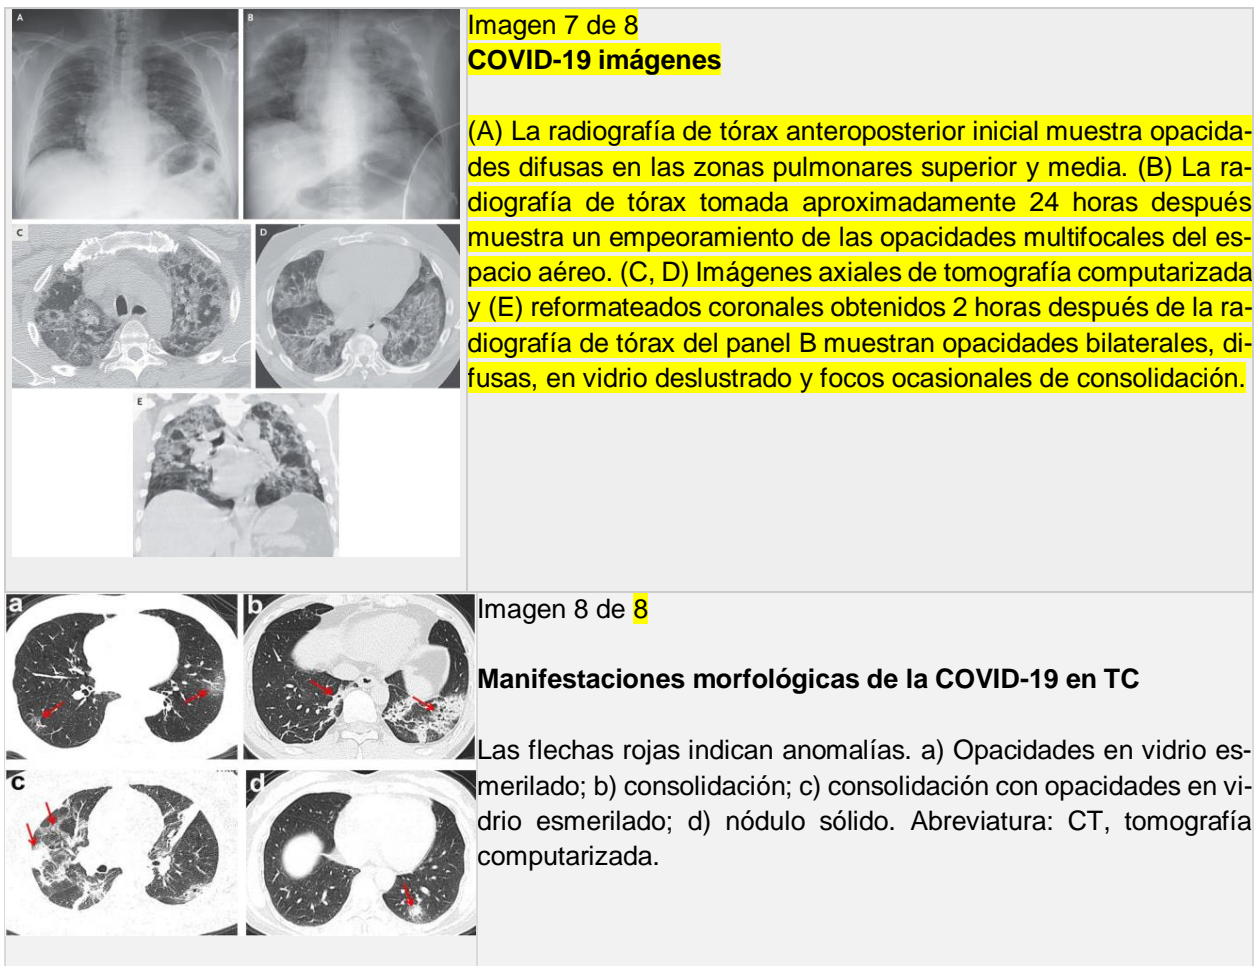 A
B
Imagen 7 de 8
COVID-19 imágenes
(A) La radiografía de tórax anteroposterior inicial muestra opacida-
des difusas en las zonas pulmonares superior y media. (B) La ra-
diografía de tórax tomada aproximadamente 24 horas después
muestra un empeoramiento de las opacidades multifocales del es-
pacio aéreo. (C, D) Imágenes axiales de tomografía computarizada
y (E) reformateados coronales obtenidos 2 horas después de la ra-
diografía de tórax del panel B muestran opacidades bilaterales, di-
fusas, en vidrio deslustrado y focos ocasionales de consolidación.
C
D
E
a
b
Imagen 8 de 8
Manifestaciones morfológicas de la COVID-19 en TC
Las flechas rojas indican anomalías. a) Opacidades en vidrio es-
merilado; b) consolidación; c) consolidación con opacidades en vi-
drio esmerilado; d) nódulo sólido. Abreviatura: CT, tomografía
computarizada.
c
d